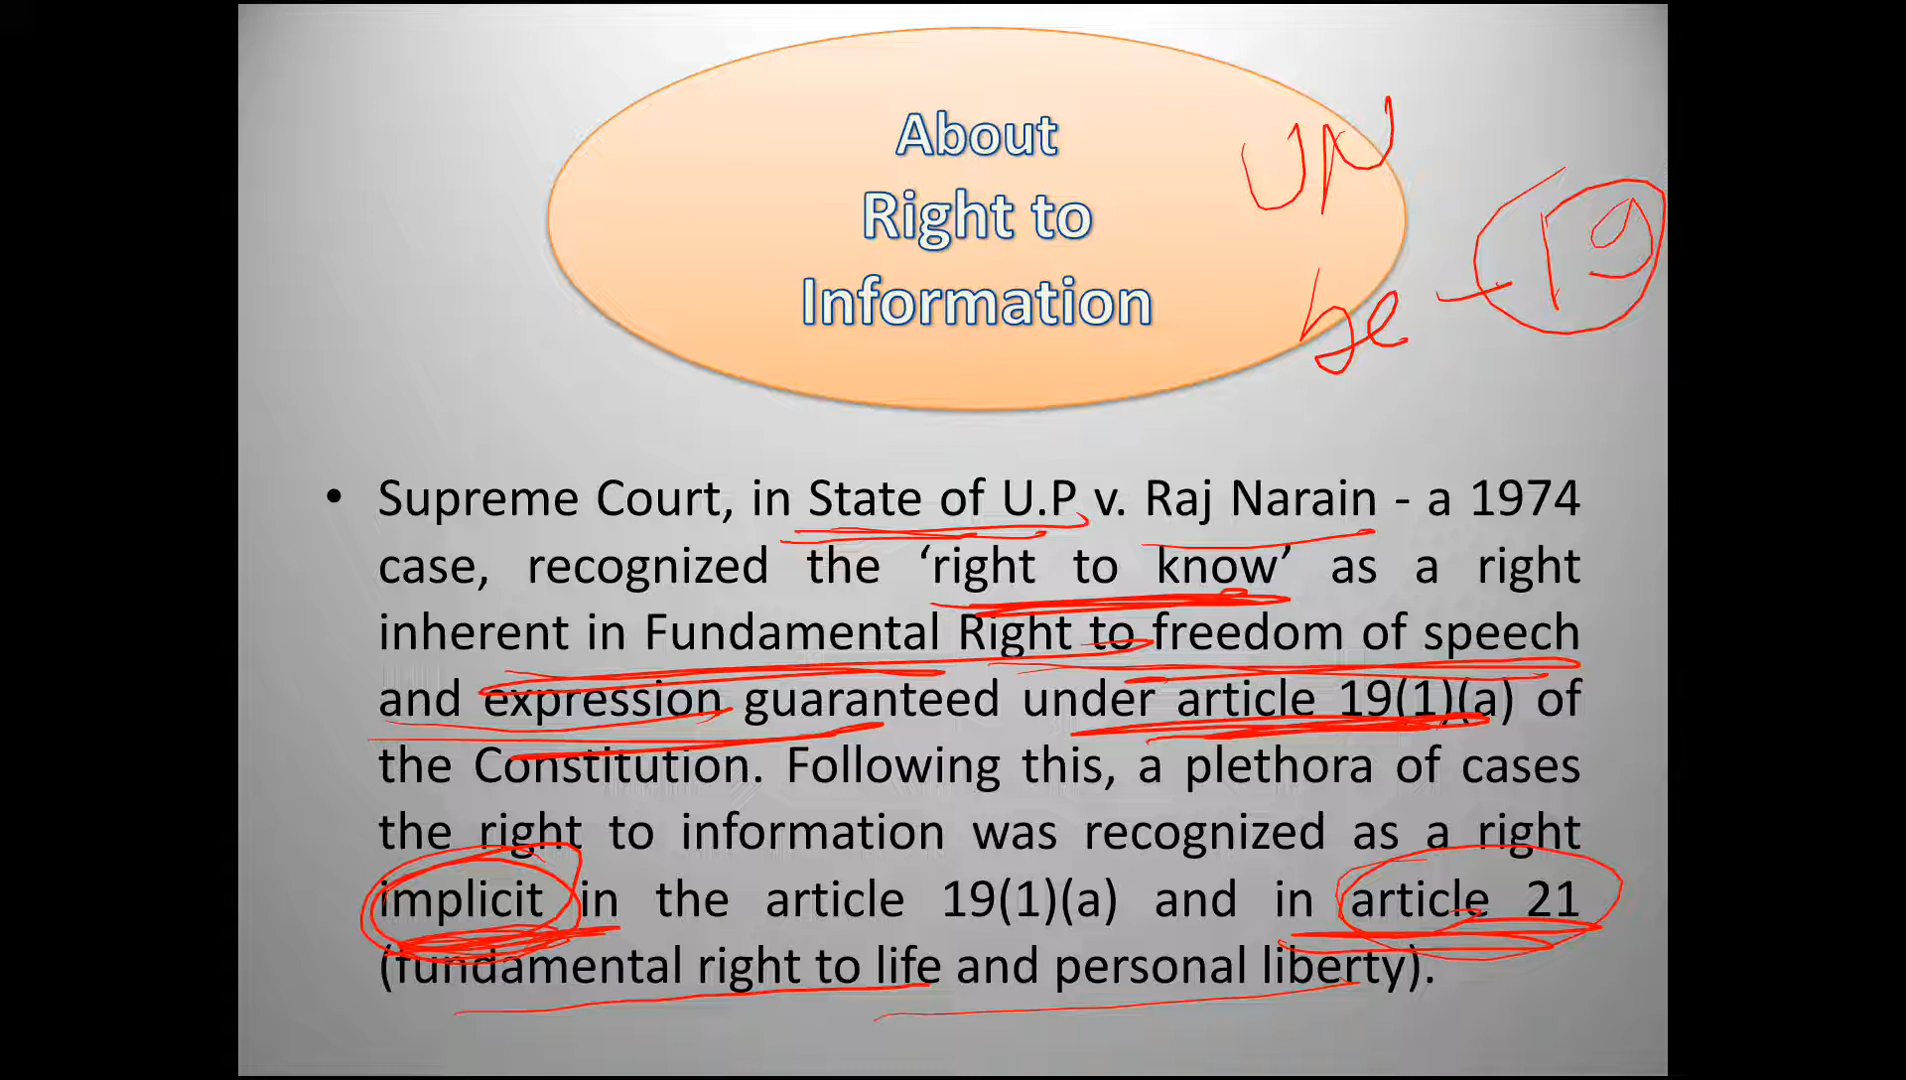 About
Right to
Information
UN
19
• Supreme Court, in State of U.P v. Raj Narain - a 1974
case, recognized the ‘right to know’ as a right
inherent in Fundamental Right to freedom of speech
and expression guaranteed under article 19(1)(a) of
the Constitution. Following this, a plethora of cases
the right to information was recognized as a right
implicit in the article 19(1)(a) and in article 21
(fundamental right to life and personal liberty).